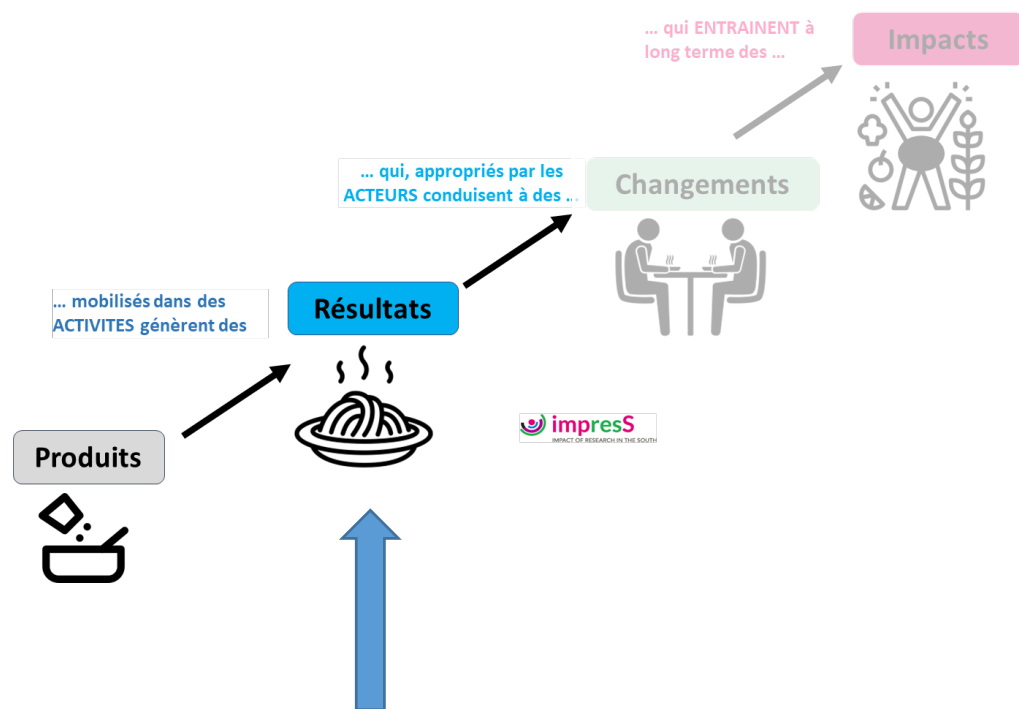 ... qui ENTRAINENT à
long terme des ...
Impacts
... qui, appropriés par les
ACTEURS conduisent à des ...
Changements
... mobilisés dans des
ACTIVITES génèrent des
Résultats
impresS
IMPACT OF RESEARCH IN THE SOUTH
Produits